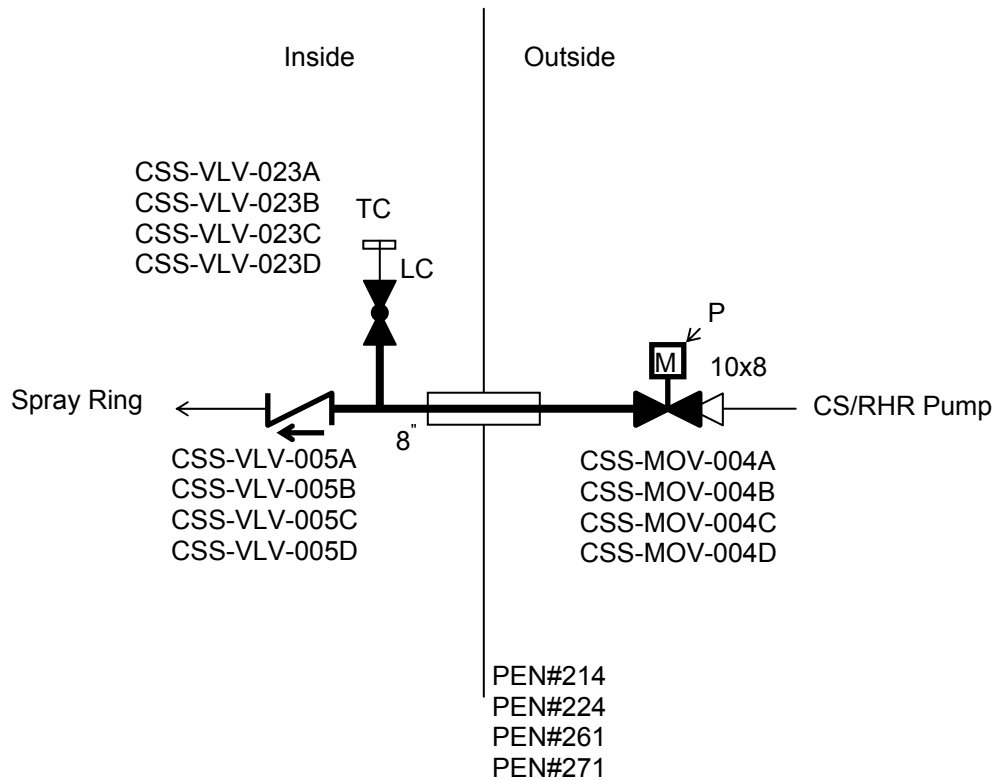 Inside
Outside
CSS-VLV-023A
CSS-VLV-023B
CSS-VLV-023C
CSS-VLV-023D
TC
LC
P
M
10x8
Spray Ring
CS/RHR Pump
8"
CSS-VLV-005A
CSS-VLV-005B
CSS-VLV-005C
CSS-VLV-005D
CSS-MOV-004A
CSS-MOV-004B
CSS-MOV-004C
CSS-MOV-004D
PEN#214
PEN#224
PEN#261
PEN#271